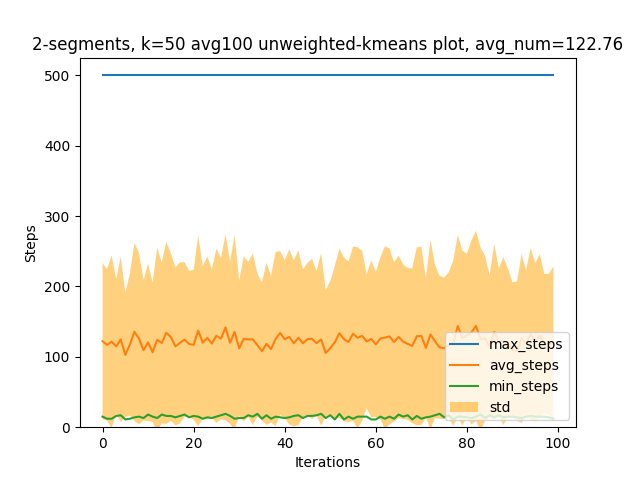 2-segments, k=50 avg100 unweighted-kmeans plot, avg_num=122.76
500
400
300
200
100
0
Steps
max_steps
avg_steps
min_steps
std
0
20
40
60
80
100
Iterations